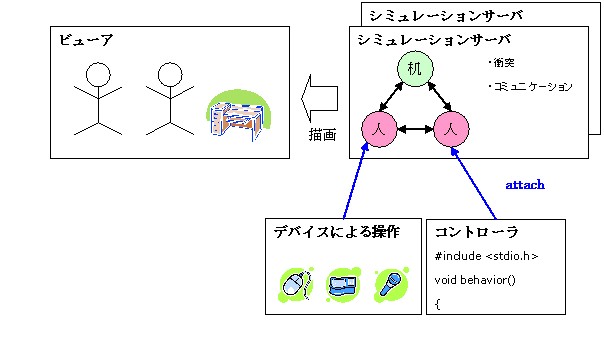 シミュレーションサーバ
ビューア
シミュレーションサーバ
机
・衝突
・コミュニケーション
人
人
描画
attach
デバイスによる操作
コントローラ
#include <stdio.h>
void behavior()
{